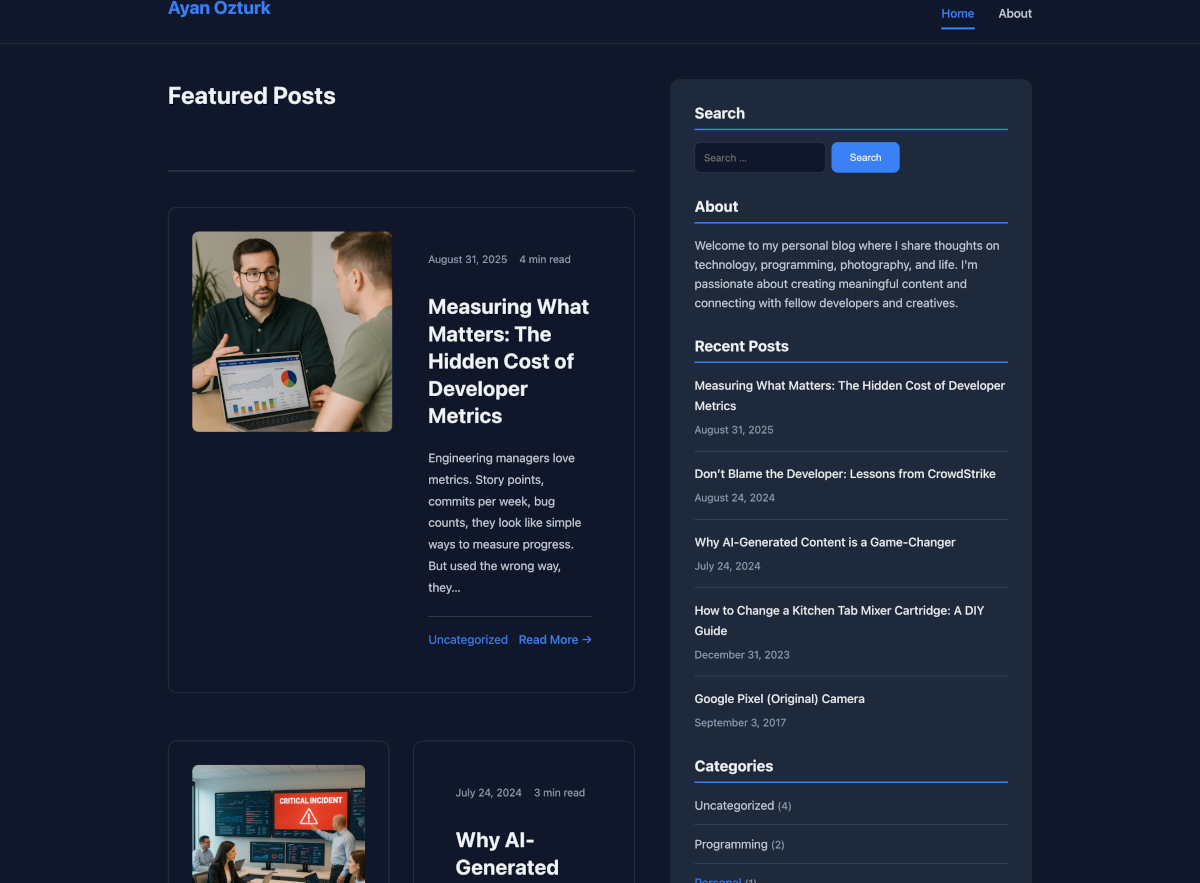 Ayan Ozturk
Home
About
Featured Posts
August 31, 2025
4 min read
Measuring What
Matters: The
Hidden Cost of
Developer
Metrics
Engineering managers love
metrics. Story points,
commits per week, bug
counts, they look like simple
ways to measure progress.
But used the wrong way,
they...
Uncategorized
Read More →
CRITICAL INCIDENT
July 24, 2024
3 min read
Why AI-
Generated
Search
Search ...
Search
About
Welcome to my personal blog where I share thoughts on
technology, programming, photography, and life. I'm
passionate about creating meaningful content and
connecting with fellow developers and creatives.
Recent Posts
Measuring What Matters: The Hidden Cost of Developer
Metrics
August 31, 2025
Don’t Blame the Developer: Lessons from CrowdStrike
August 24, 2024
Why AI-Generated Content is a Game-Changer
July 24, 2024
How to Change a Kitchen Tab Mixer Cartridge: A DIY
Guide
December 31, 2023
Google Pixel (Original) Camera
September 3, 2017
Categories
Uncategorized (4)
Programming (2)
Personal (1)